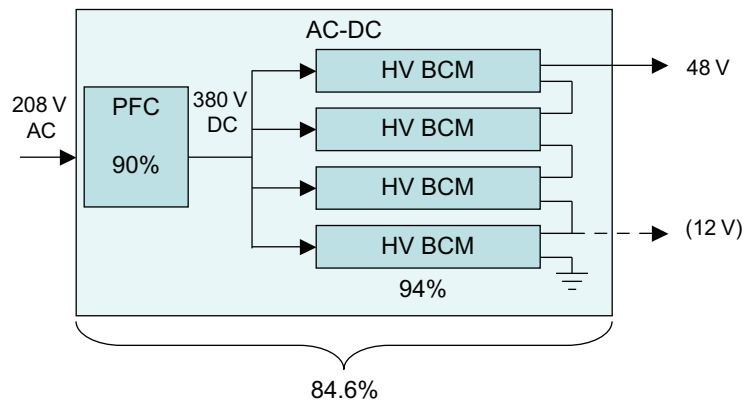 AC-DC
HV BCM
48 V
208 V
AC
PFC
90%
380 V
DC
HV BCM
HV BCM
HV BCM
(12 V)
94%
84.6%